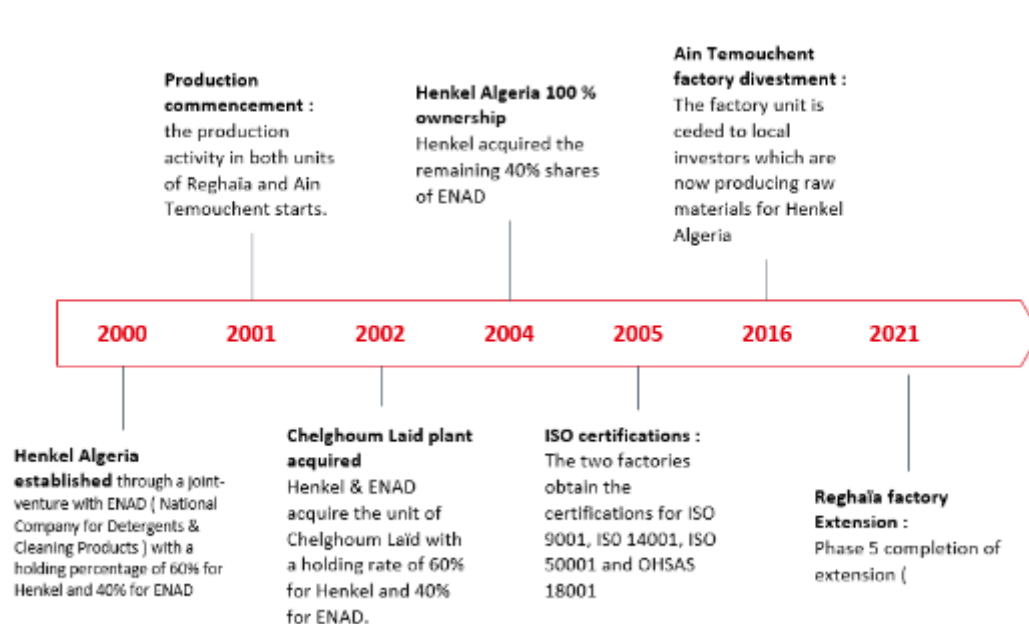 Production
commencement :
the production
activity in both units
of Reghaïa and Ain
Temouchent starts.
Henkel Algeria 100 %
ownership
Henkel acquired the
remaining 40% shares
of ENAD
Ain Temouchent
factory divestment :
The factory unit is
ceded to local
investors which are
now producing raw
materials for Henkel
Algeria
2000 2001 2002 2004 2005 2016 2021
Henkel Algeria
established through a joint-
venture with ENAD ( National
Company for Detergents &
Cleaning Products ) with a
holding percentage of 60% for
Henkel and 40% for ENAD
Chelghoum Laid plant
acquired
Henkel & ENAD
acquire the unit of
Chelghoum Laïd with
a holding rate of 60%
for Henkel and 40%
for ENAD.
ISO certifications :
The two factories
obtain the
certifications for ISO
9001, ISO 14001, ISO
50001 and OHSAS
18001
Reghaïa factory
Extension :
Phase 5 completion of
extension (